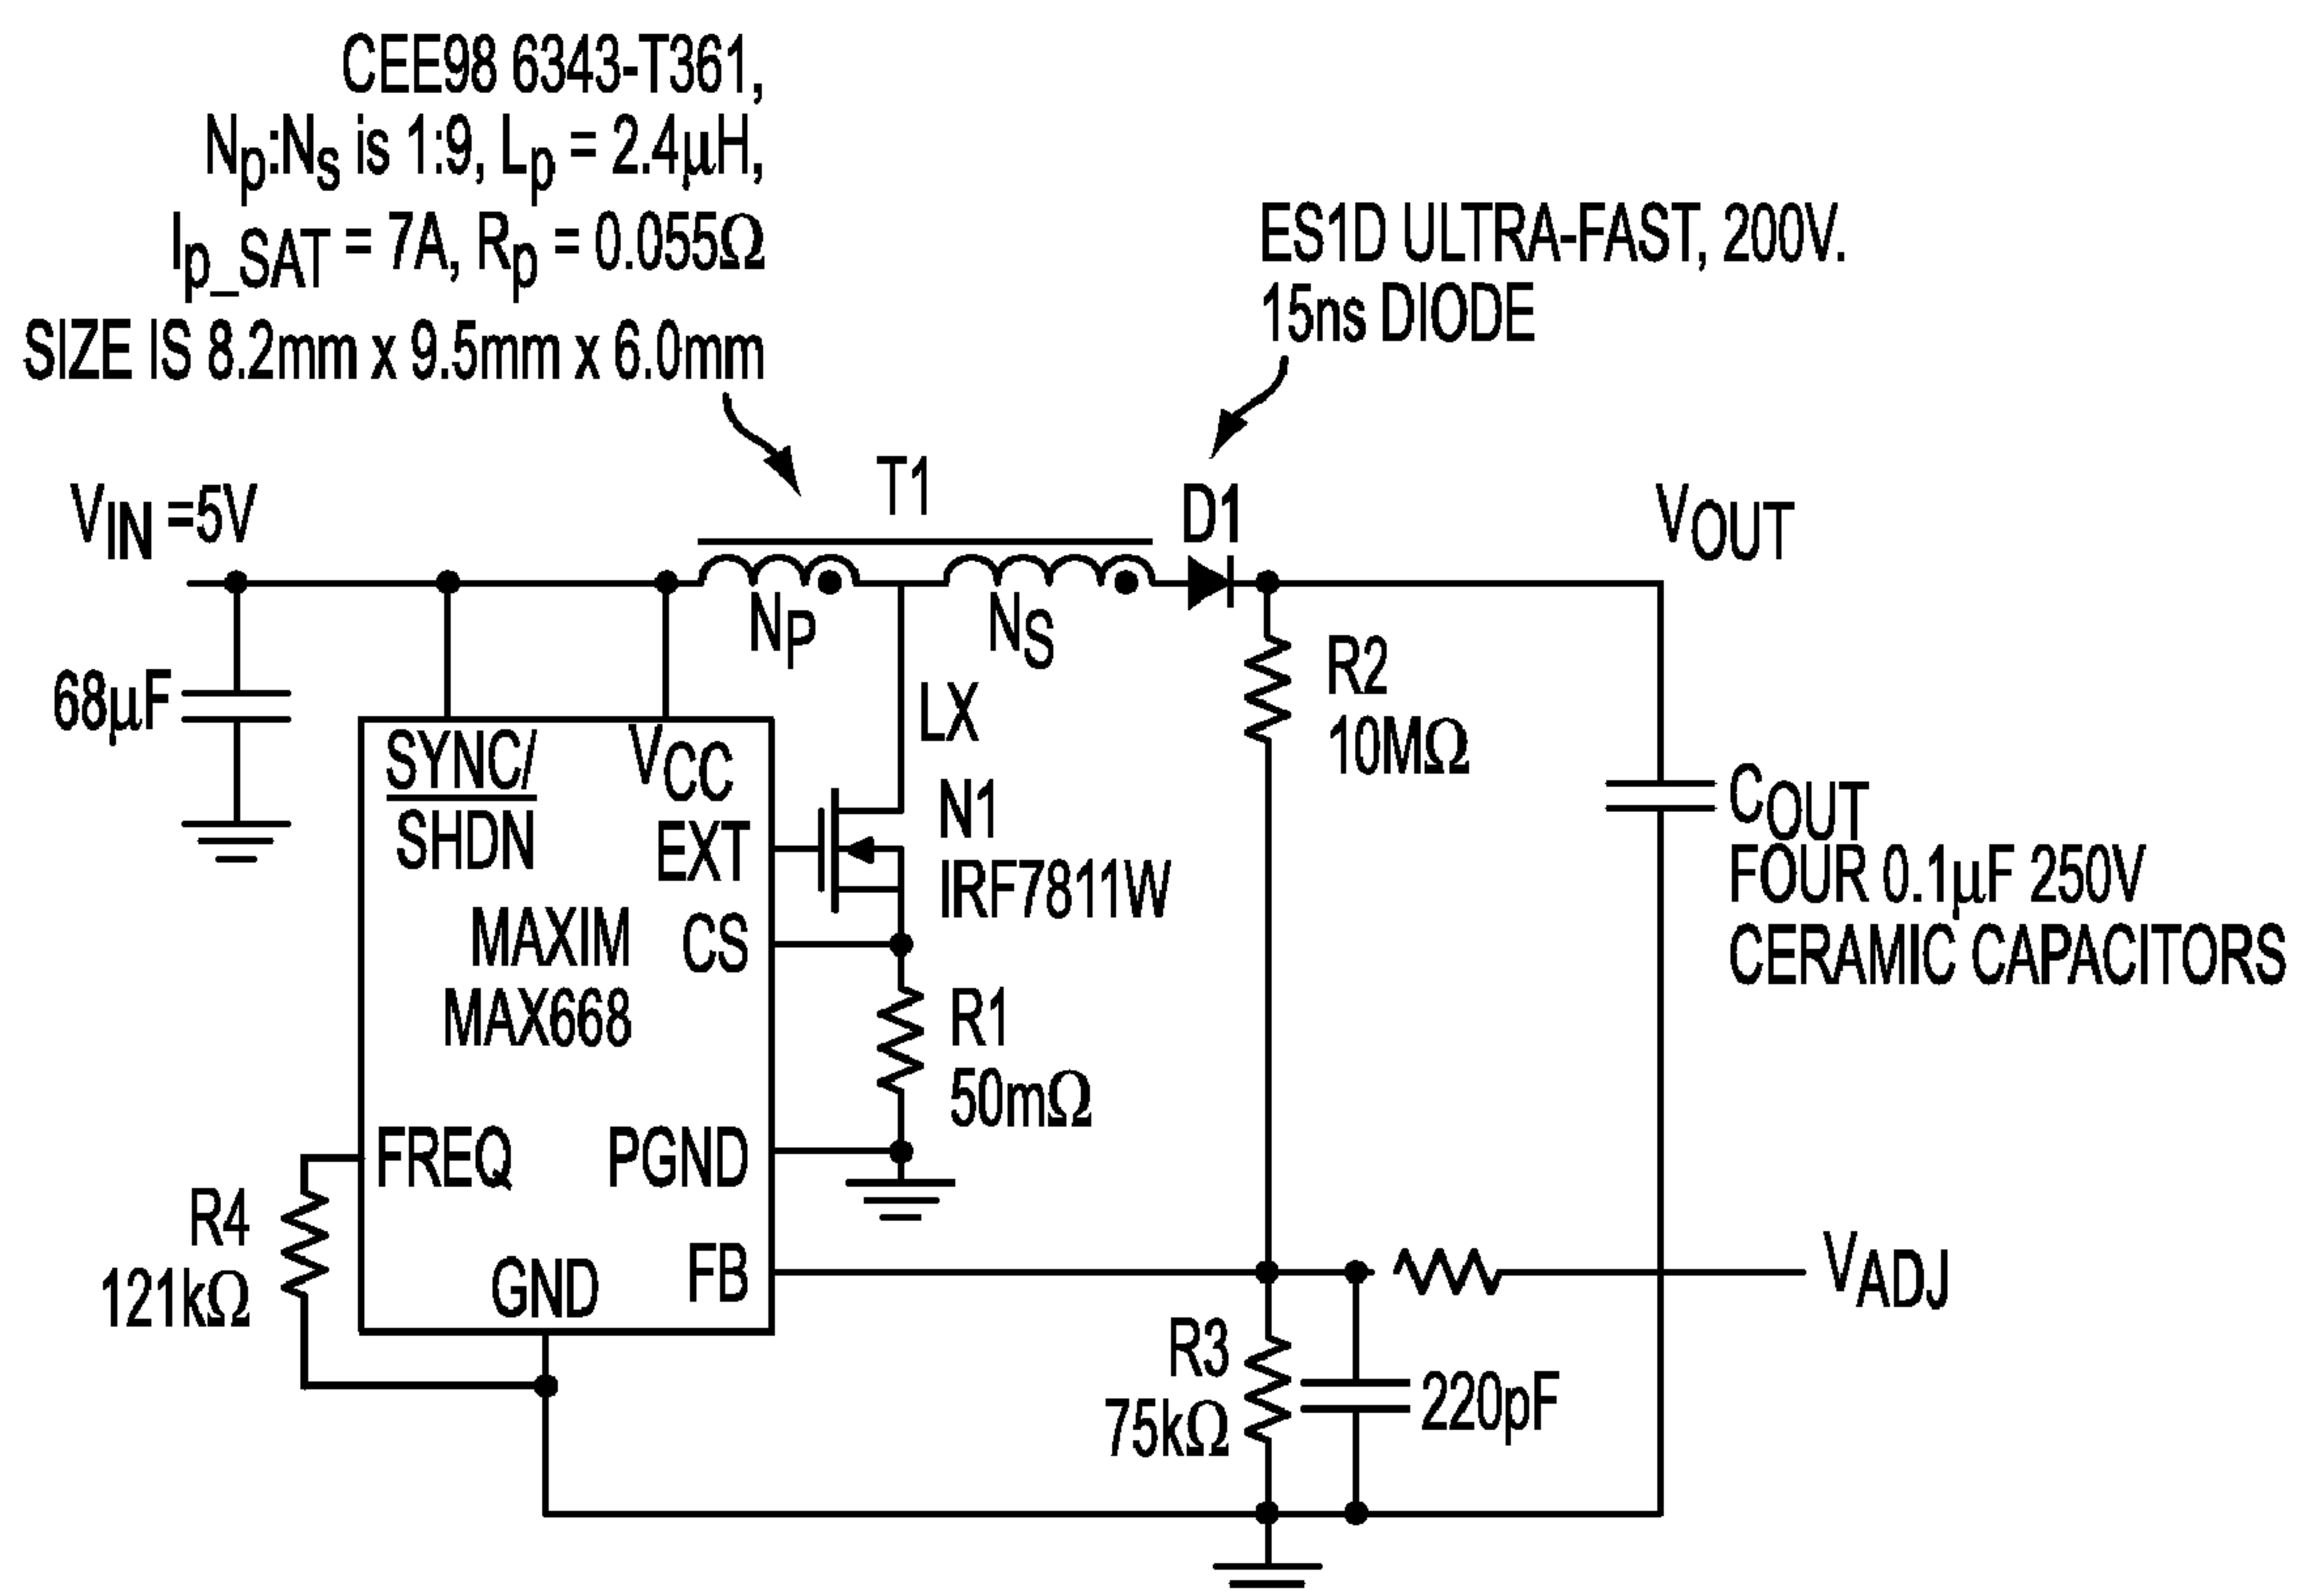 CEE98 6343-T361,
Np:Ns is 1:9, Lp = 2.4µH,
Ip_SAT = 7A, Rp = 0.055Ω
SIZE IS 8.2mm x 9.5mm x 6.0mm
ES1D ULTRA-FAST, 200V.
15ns DIODE
T1
D1
VIN =5V
VOUT
NP
NS
R2
10MΩ
68µF
LX
SYNC/
SHDN
VCC
EXT
CS
N1
IRF7811W
COUT
FOUR 0.1µF 250V
CERAMIC CAPACITORS
MAXIM
MAX668
R1
50mΩ
FREQ
PGND
R4
121kΩ
GND
FB
VADJ
R3
75kΩ
220pF